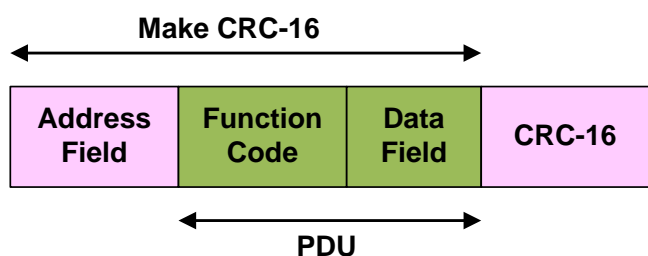 Make CRC-16
Address Function Data CRC-16
Field Code Field
PDU